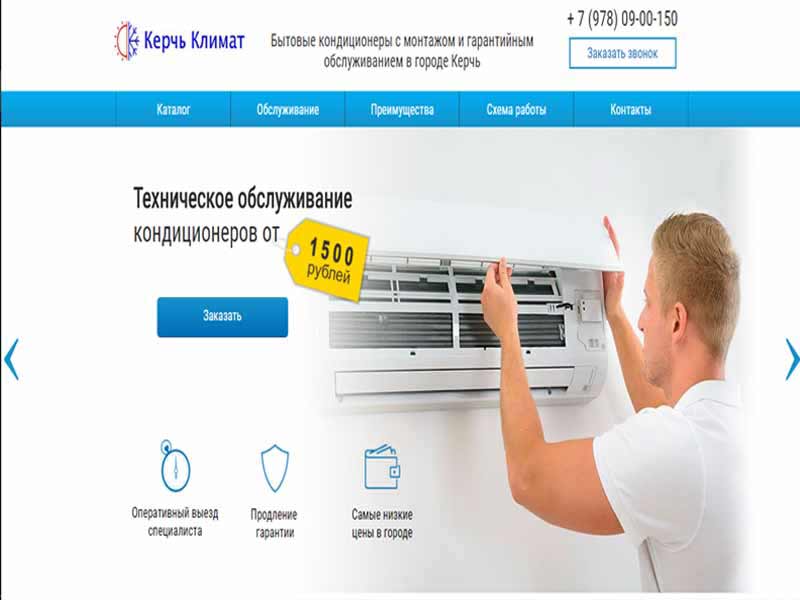 Керчь Климат
Бытовые кондиционеры с монтажом и гарантийным
обслуживанием в городе Керчь
+ 7 (978) 09-00-150
Заказать звонок
Каталог
Обслуживание
Преимущества
Схема работы
Контакты
Техническое обслуживание
кондиционеров от
1500
рублей
Заказать
Оперативный выезд
специалиста
Продление
гарантии
Самые низкие
цены в городе